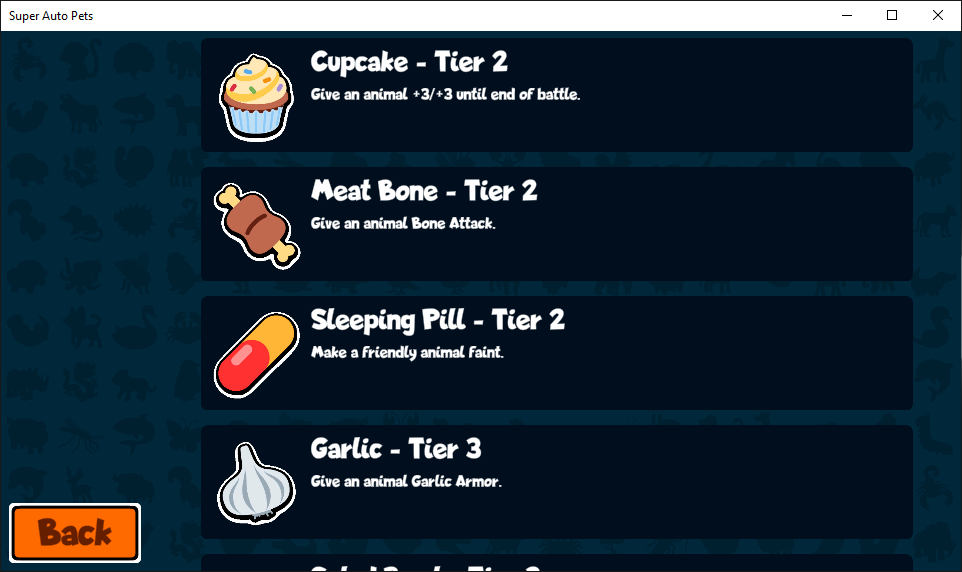 Super Auto Pets
Cupcake - Tier 2
Give an animal +3/+3 until end of battle.
Meat Bone - Tier 2
Give an animal Bone Attack.
Sleeping Pill - Tier 2
Make a friendly animal faint.
Garlic - Tier 3
Give an animal Garlic Armor.
Back